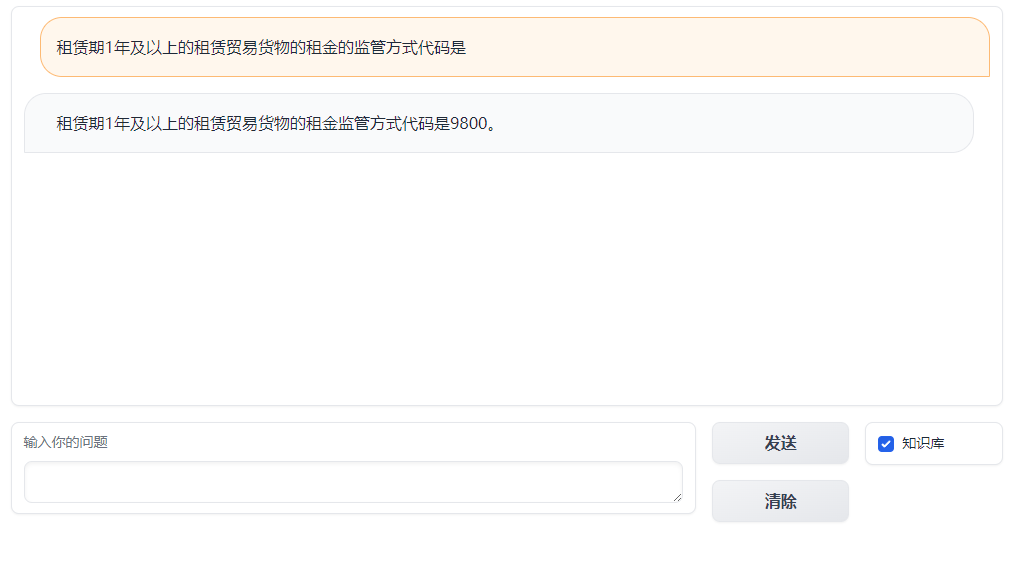 租赁期1年及以上的租赁贸易货物的租金的监管方式代码是
租赁期1年及以上的租赁贸易货物的租金监管方式代码是9800。
输入你的问题
发送
知识库
清除